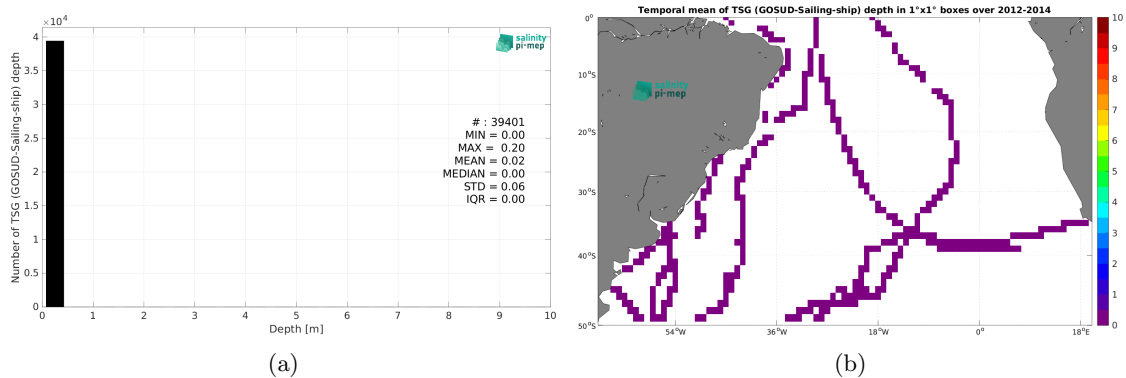 ×10⁴
4
3.5
3
2.5
2
1.5
1
0.5
0
Number of TSG (GOSUD-Sailing-ship) depth
salinity
pi-mep
# : 39401
MIN = 0.00
MAX = 0.20
MEAN = 0.02
MEDIAN = 0.00
STD = 0.06
IQR = 0.00
0 1 2 3 4 5 6 7 8 9 10
Depth [m]
(a)
Temporal mean of TSG (GOSUD-Sailing-ship) depth in 1°x1° boxes over 2012-2014
0°
10°S
20°S
30°S
40°S
50°S
salinity
pi-mep
54°W 36°W 18°W 0° 18°E
10
9
8
7
6
5
4
3
2
1
0
(b)